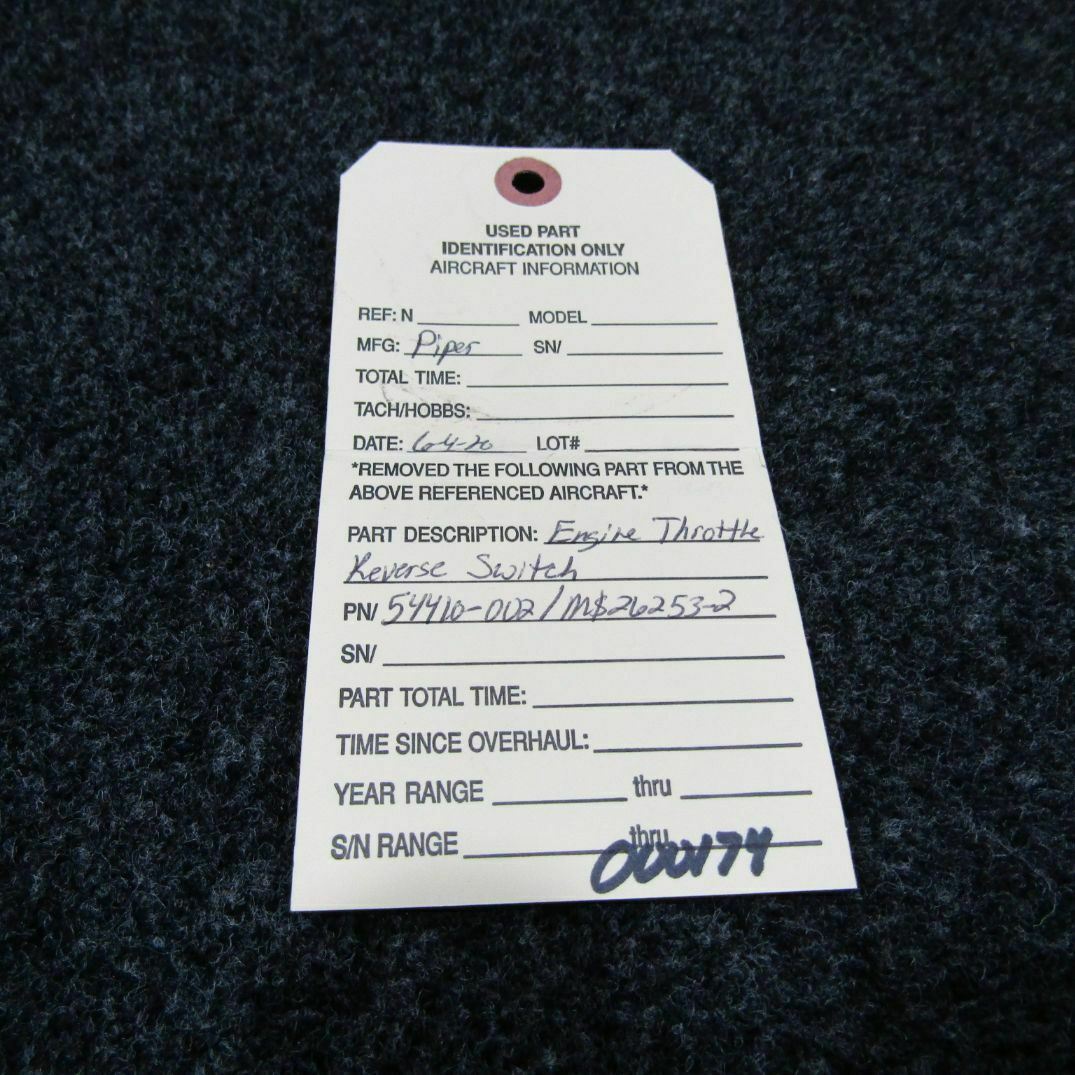 USED PART
IDENTIFICATION ONLY
AIRCRAFT INFORMATION
REF: N MODEL
MFG: Piper SN/
TOTAL TIME:
TACH/HOBBS:
DATE: 6-4-20 LOT#
*REMOVED THE FOLLOWING PART FROM THE
ABOVE REFERENCED AIRCRAFT.*
PART DESCRIPTION: Engine Throttle
Reverse Switch
PN/ 54410-002/MS26253-2
SN/
PART TOTAL TIME:
TIME SINCE OVERHAUL:
YEAR RANGE thru
S/N RANGE thru
000174